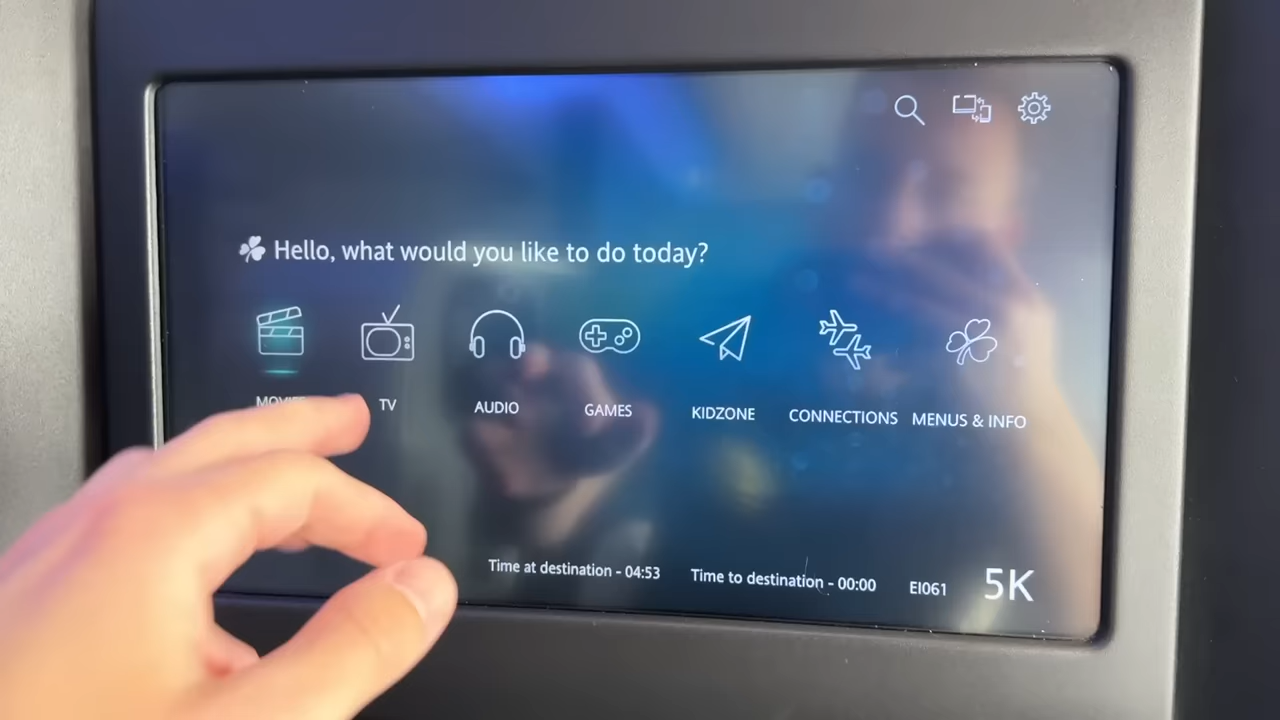 Hello, what would you like to do today?
MOVIES TV AUDIO GAMES KIDZONE CONNECTIONS MENUS & INFO
Time at destination - 04:53 Time to destination - 00:00 EI061 5K